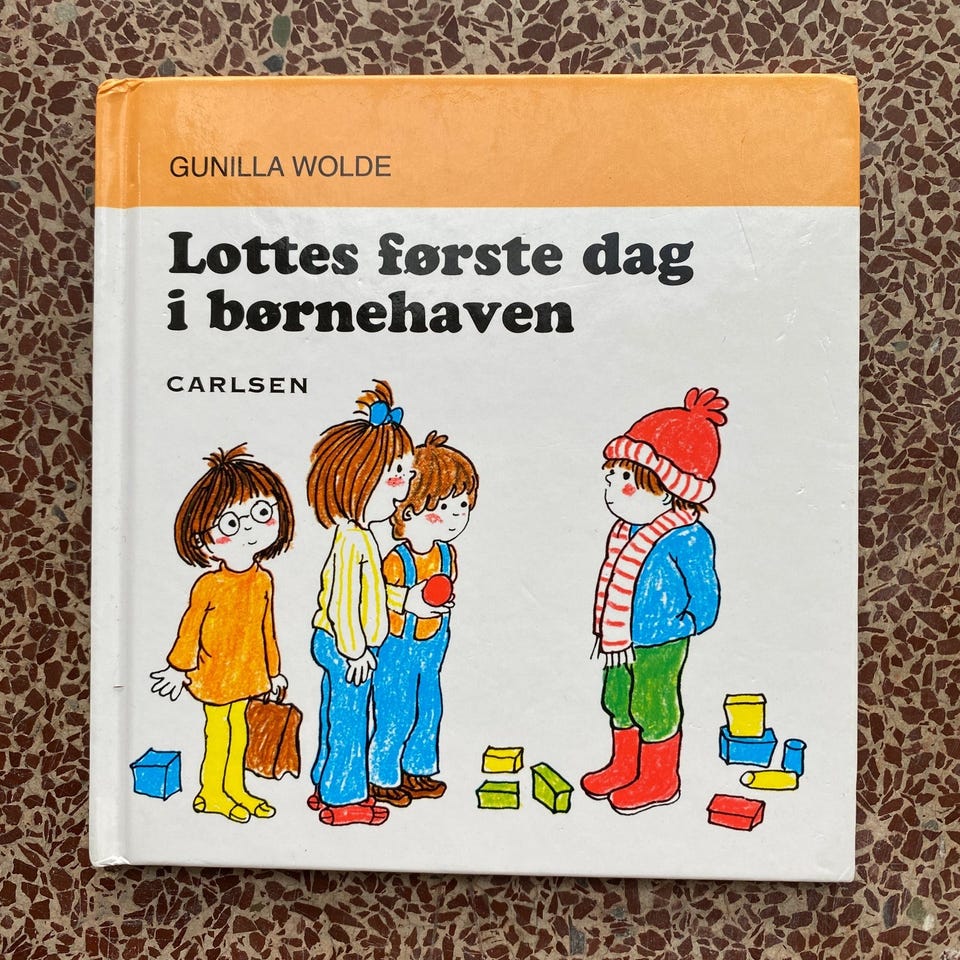 GUNILLA WOLDE
Lottes første dag
i børnehaven
CARLSEN